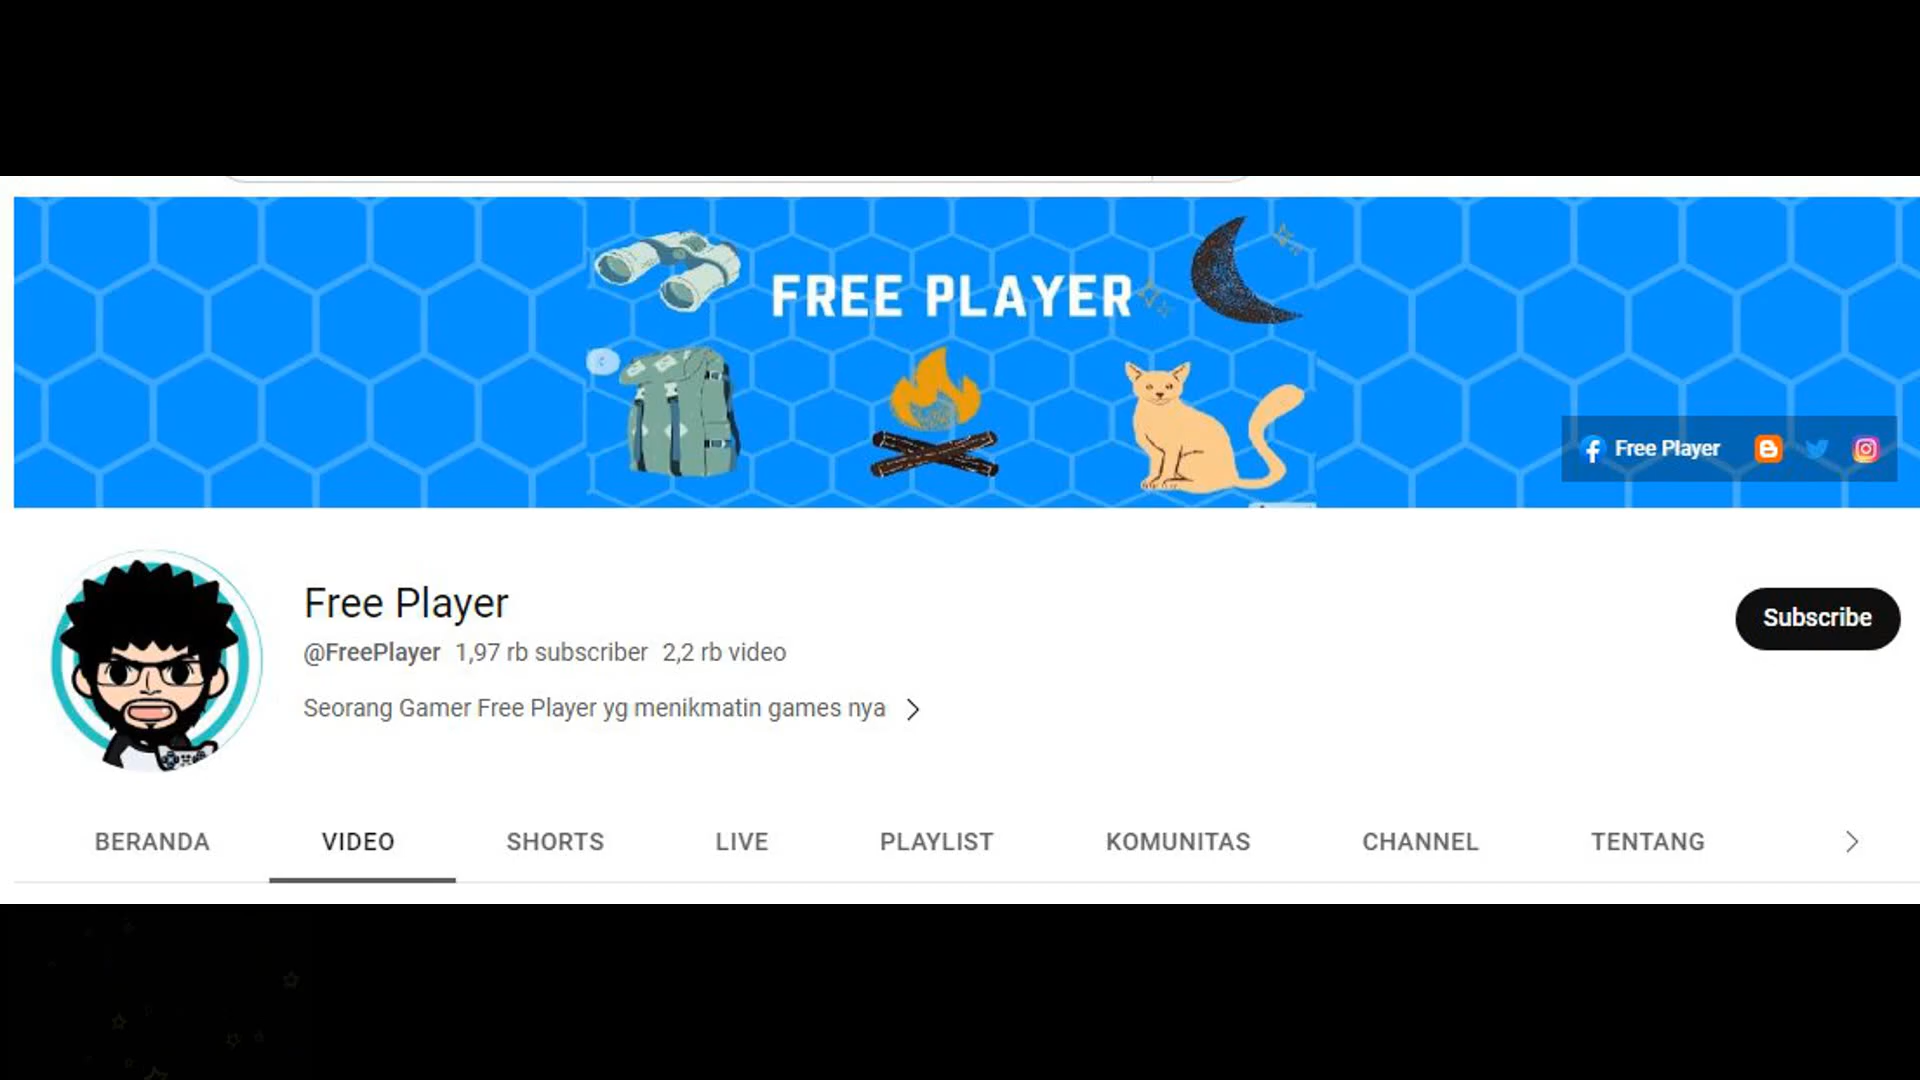 FREE PLAYER
Free Player
Free Player
@FreePlayer 1,97 rb subscriber 2,2 rb video
Subscribe
Seorang Gamer Free Player yg menikmatin games nya
BERANDA VIDEO SHORTS LIVE PLAYLIST KOMUNITAS CHANNEL TENTANG